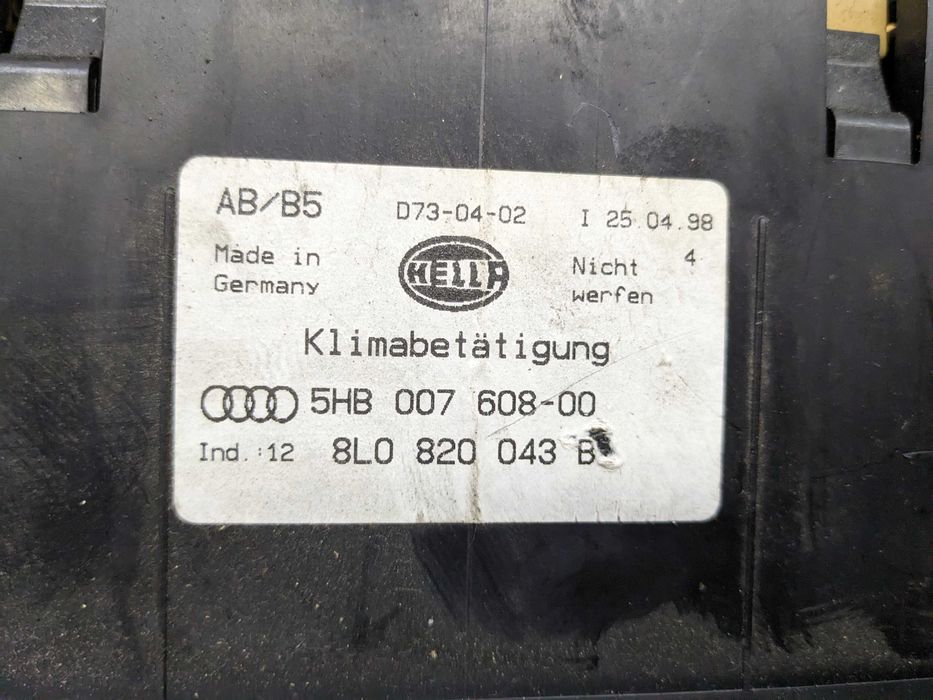 AB/B5 D73-04-02 I 25.04.98
Made in Germany
HELLA
Nicht werfen 4
Klimabetätigung
5HB 007 608-00
Ind.:12 8L0 820 043 B